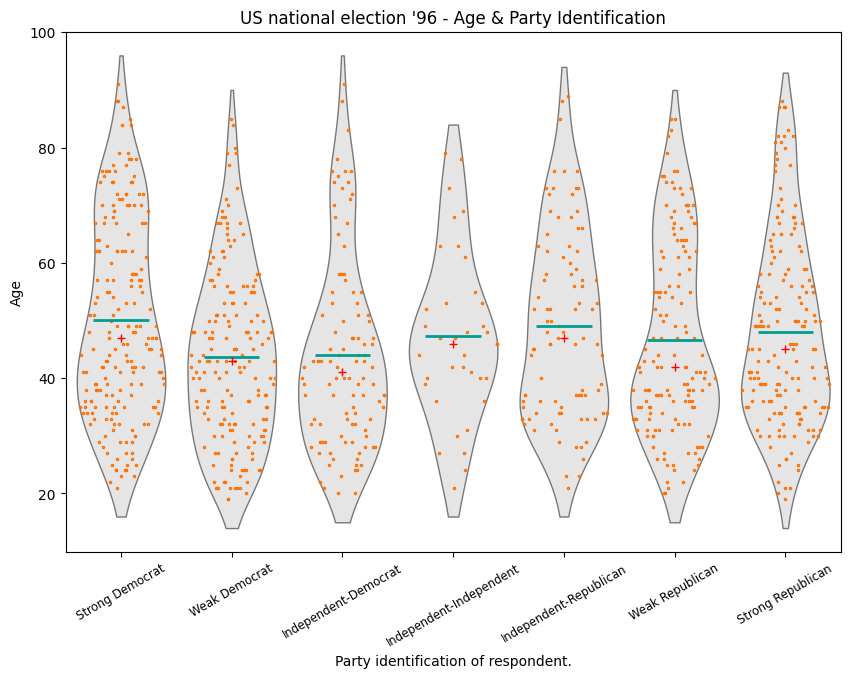 US national election '96 - Age & Party Identification
100
80
60
40
20
Age
Strong Democrat
Weak Democrat
Independent-Democrat
Independent-Independent
Independent-Republican
Weak Republican
Strong Republican
Party identification of respondent.